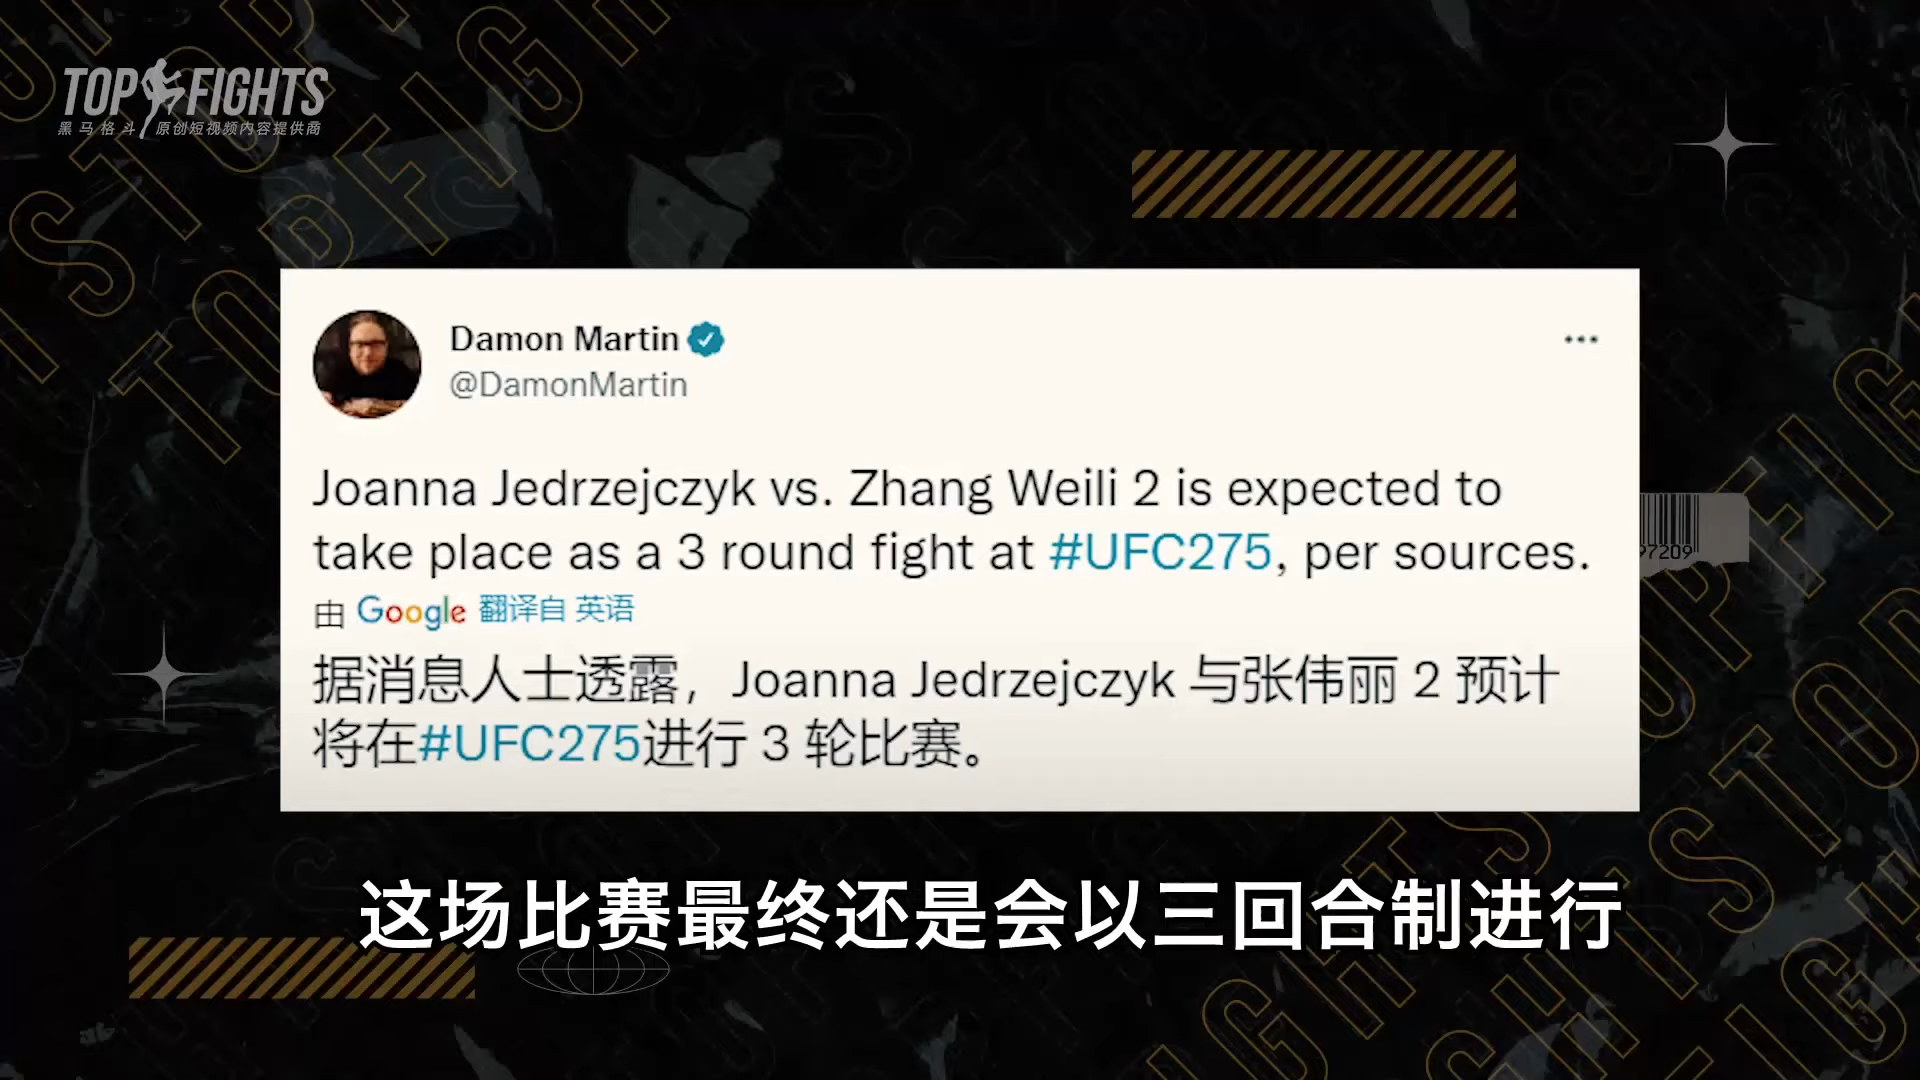 TOP FIGHTS
黑马格斗 原创短视频内容提供商
Damon Martin
@DamonMartin
Joanna Jedrzejczyk vs. Zhang Weili 2 is expected to
take place as a 3 round fight at #UFC275, per sources.
由 Google 翻译自 英语
据消息人士透露，Joanna Jedrzejczyk 与张伟丽 2 预计
将在#UFC275进行 3 轮比赛。
97209
这场比赛最终还是会以三回合制进行